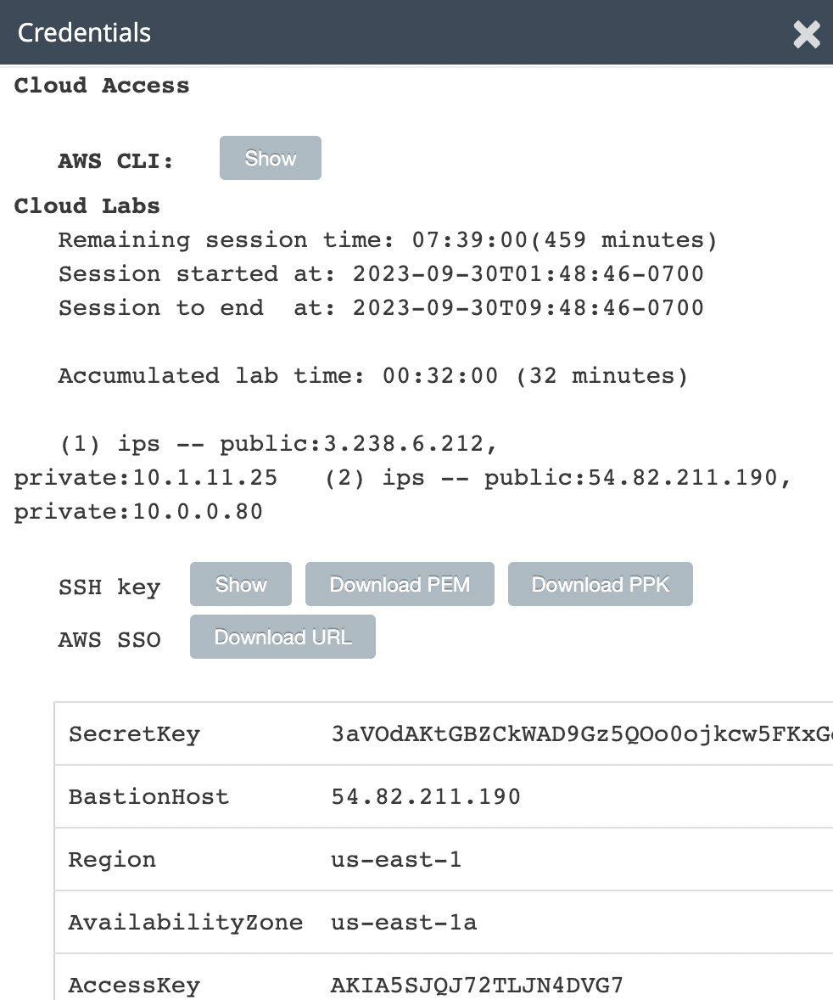 Credentials
Cloud Access
AWS CLI: Show
Cloud Labs
Remaining session time: 07:39:00(459 minutes)
Session started at: 2023-09-30T01:48:46-0700
Session to end  at: 2023-09-30T09:48:46-0700
Accumulated lab time: 00:32:00 (32 minutes)
(1) ips -- public:3.238.6.212,
private:10.1.11.25   (2) ips -- public:54.82.211.190,
private:10.0.0.80
SSH key Show Download PEM Download PPK
AWS SSO Download URL
SecretKey 3aVOdAKtGBZCkWAD9Gz5QOo0ojkcw5FKxG
BastionHost 54.82.211.190
Region us-east-1
AvailabilityZone us-east-1a
AccessKey AKIA5SJQJ72TLJN4DVG7